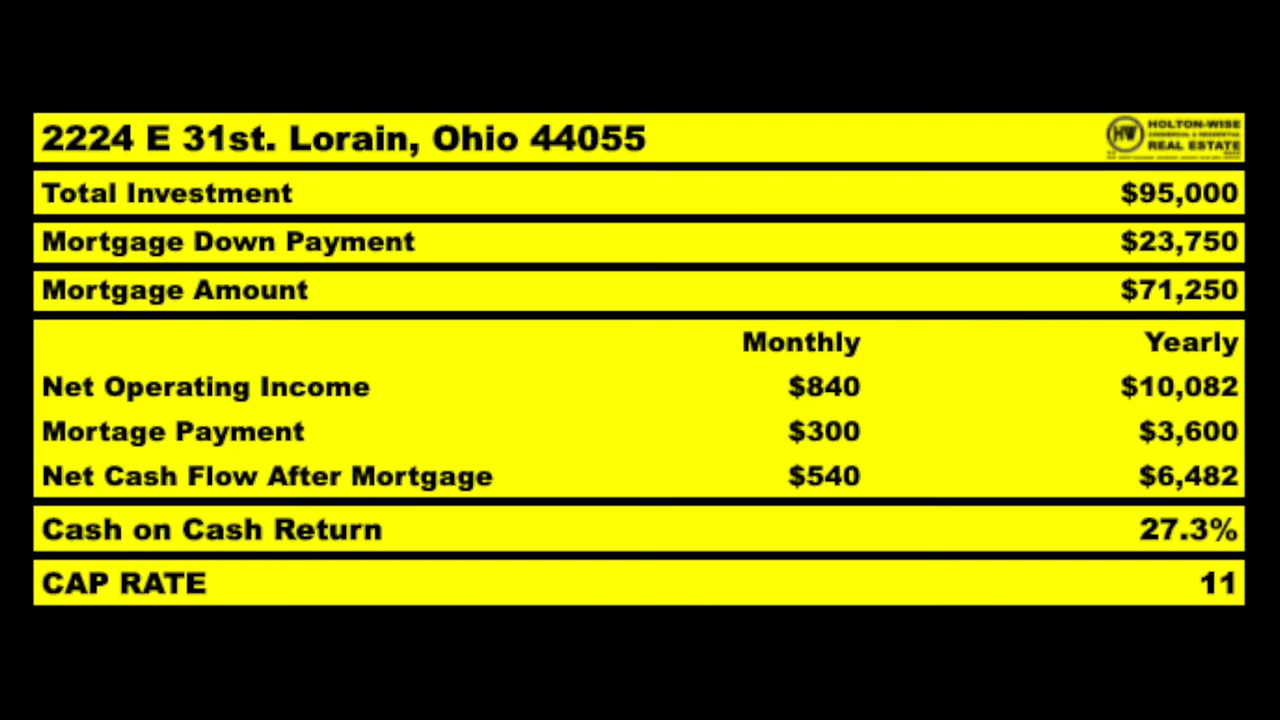 2224 E 31st. Lorain, Ohio 44055
HW HOLTON-WISE
REAL ESTATE
Total Investment $95,000
Mortgage Down Payment $23,750
Mortgage Amount $71,250
Monthly Yearly
Net Operating Income $840 $10,082
Mortage Payment $300 $3,600
Net Cash Flow After Mortgage $540 $6,482
Cash on Cash Return 27.3%
CAP RATE 11